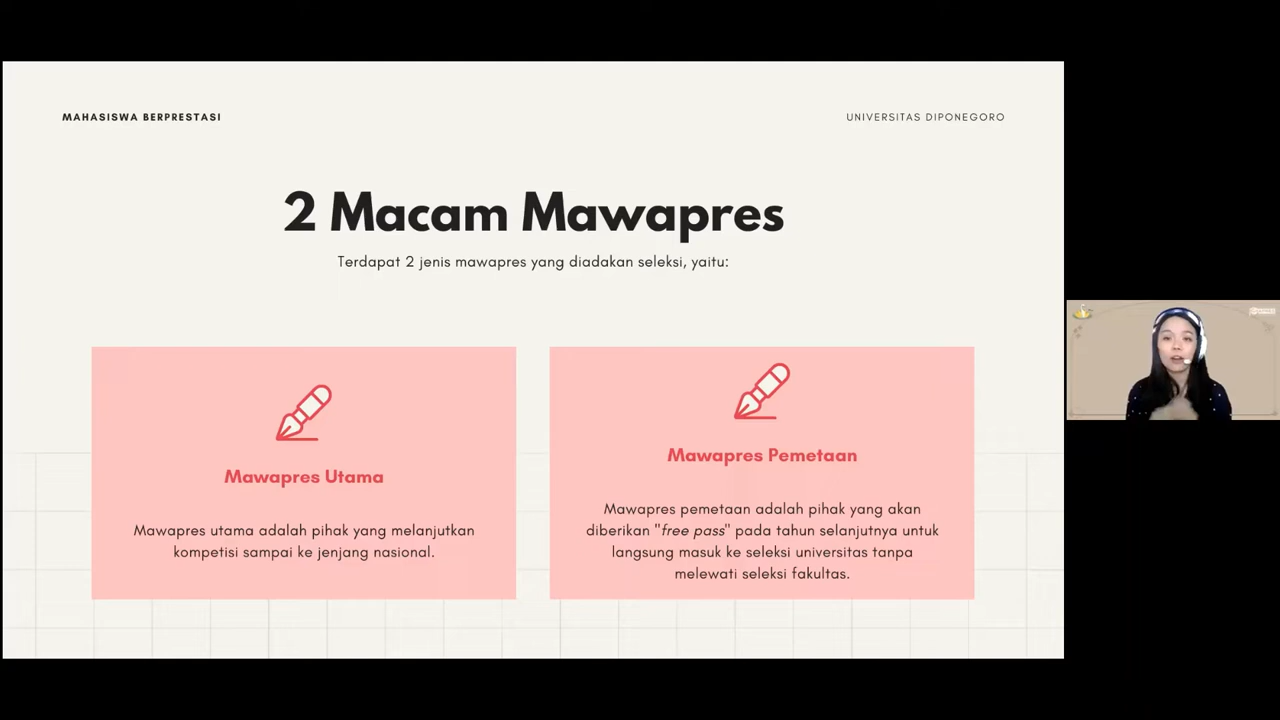 MAHASISWA BERPRESTASI
UNIVERSITAS DIPONEGORO
2 Macam Mawapres
Terdapat 2 jenis mawapres yang diadakan seleksi, yaitu:
Mawapres Utama
Mawapres utama adalah pihak yang melanjutkan
kompetisi sampai ke jenjang nasional.
Mawapres Pemetaan
Mawapres pemetaan adalah pihak yang akan
diberikan "free pass" pada tahun selanjutnya untuk
langsung masuk ke seleksi universitas tanpa
melewati seleksi fakultas.